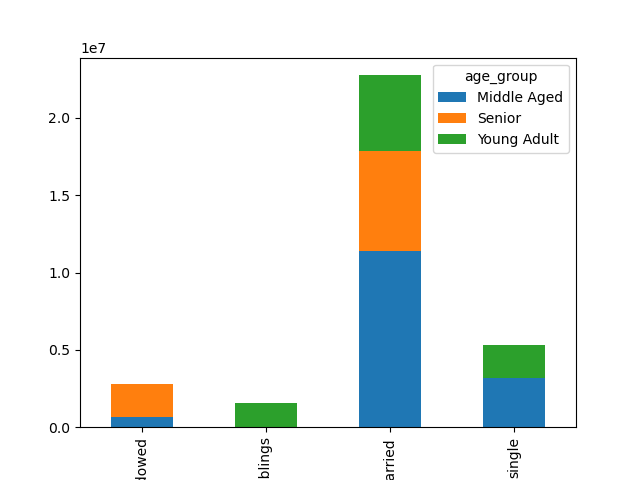 1e7
age_group
Middle Aged
Senior
Young Adult
2.0
1.5
1.0
0.5
0.0
dowed
blings
arried
single